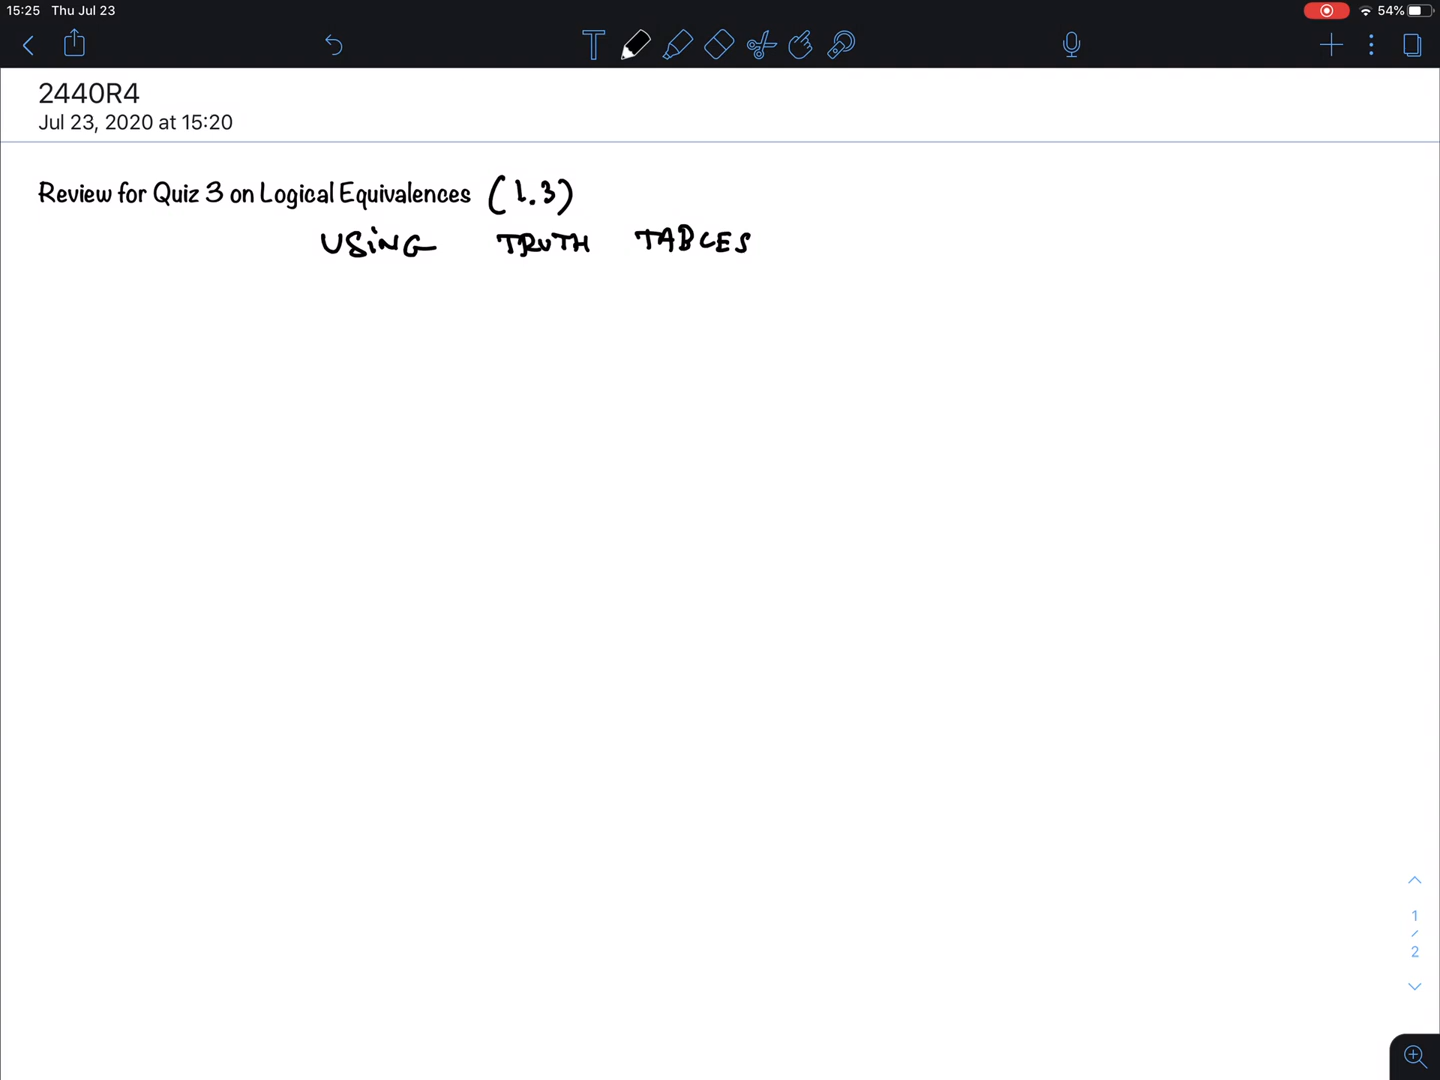 15:25 Thu Jul 23
54%
2440R4
Jul 23, 2020 at 15:20
Review for Quiz 3 on Logical Equivalences (1.3)
USiNG TRUTH TABLES
1
/
2